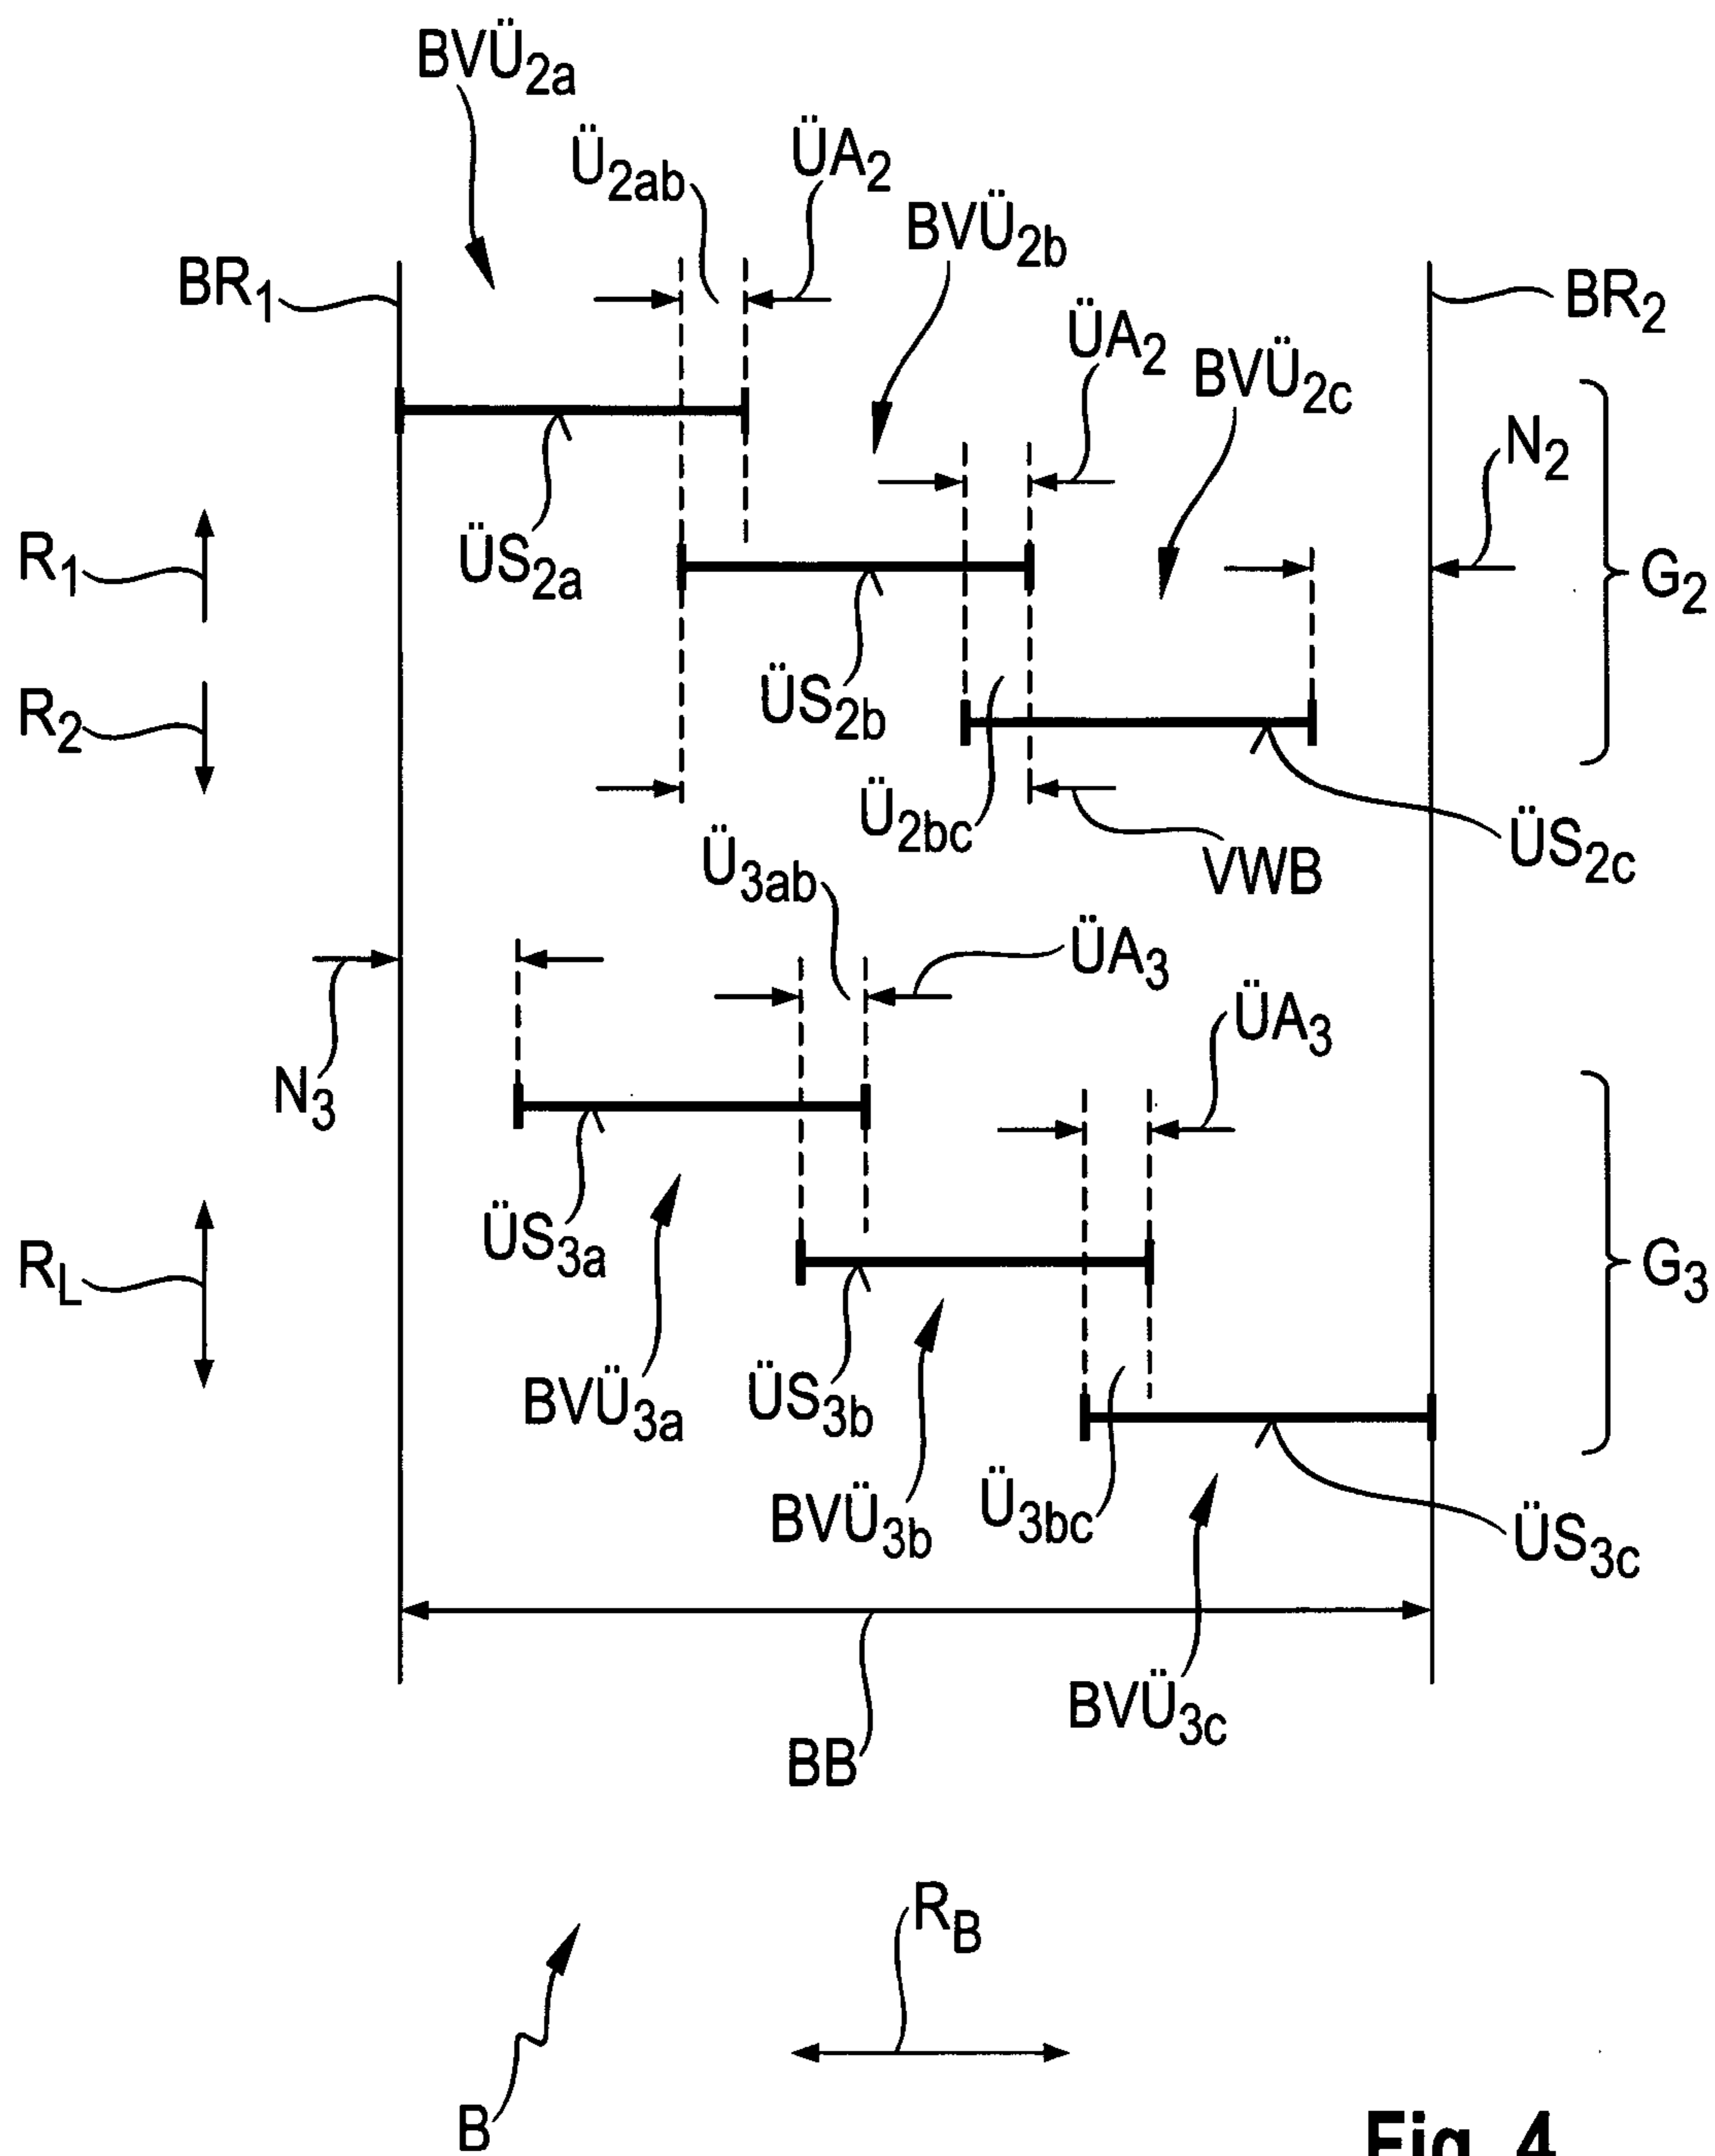 BVÜ2a
Ü2ab
ÜA2
BVÜ2b
BR1
BR2
ÜA2
BVÜ2c
N2
ÜS2a
R1
G2
ÜS2b
R2
Ü2bc
ÜS2c
VWB
Ü3ab
ÜA3
ÜA3
N3
ÜS3a
RL
G3
BVÜ3a
ÜS3b
BVÜ3b
Ü3bc
ÜS3c
BVÜ3c
BB
RB
B
Fig. 4